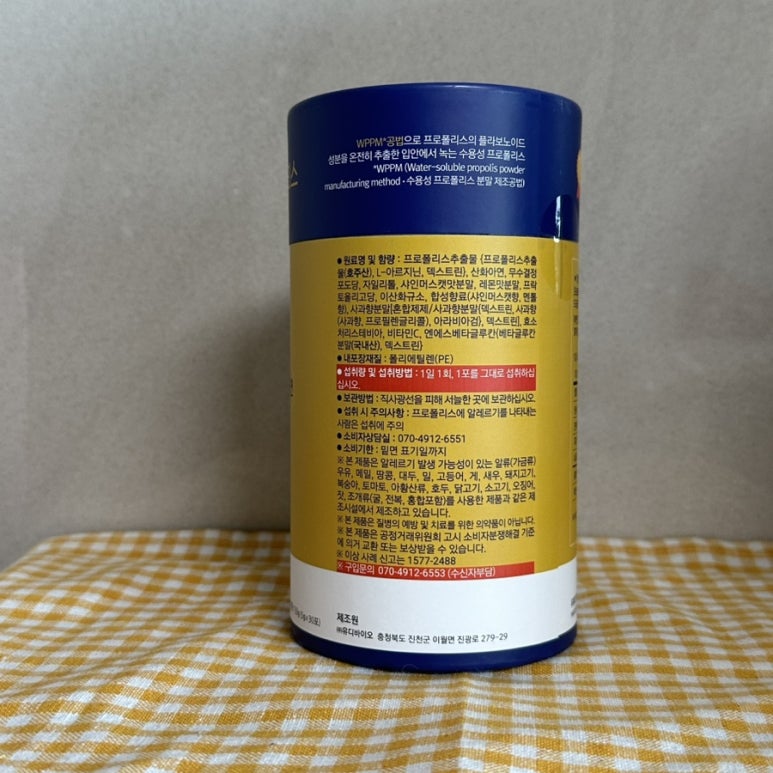 WPPM*공법으로 프로폴리스의 플라보노이드
성분을 온전히 추출한 입안에서 녹는 수용성 프로폴리스
*WPPM (Water-soluble propolis powder
manufacturing method · 수용성 프로폴리스 분말 제조공법)
● 원료명 및 함량 : 프로폴리스추출물 {프로폴리스추출
물(호주산), L-아르지닌, 덱스트린}, 산화아연, 무수결정
포도당, 자일리톨, 샤인머스캣맛분말, 레몬맛분말, 프락
토올리고당, 이산화규소, 합성향료(샤인머스캣향, 멘톨
향), 사과향분말[혼합제제/사과향분말{덱스트린, 사과향
(사과향, 프로필렌글리콜), 아라비아검}, 덱스트린], 효소
처리스테비아, 비타민C, 엔에스베타글루칸{베타글루칸
분말(국내산), 덱스트린}
● 내포장재질 : 폴리에틸렌(PE)
● 섭취량 및 섭취방법 : 1일 1회, 1포를 그대로 섭취하십
십시오.
● 보관방법 : 직사광선을 피해 서늘한 곳에 보관하십시오.
● 섭취 시 주의사항 : 프로폴리스에 알레르기를 나타내는
사람은 섭취에 주의
● 소비자상담실 : 070-4912-6551
● 소비기한 : 밑면 표기일까지
※ 본 제품은 알레르기 발생 가능성이 있는 알류(가금류)
우유, 메밀, 땅콩, 대두, 밀, 고등어, 게, 새우, 돼지고기,
복숭아, 토마토, 아황산류, 호두, 닭고기, 소고기, 오징어,
잣, 조개류(굴, 전복, 홍합포함)를 사용한 제품과 같은 제
조시설에서 제조하고 있습니다.
※ 본 제품은 질병의 예방 및 치료를 위한 의약품이 아닙니다.
※ 본 제품은 공정거래위원회 고시 소비자분쟁해결 기준
에 의거 교환 또는 보상받을 수 있습니다.
※ 이상 사례 신고는 1577-2488
※ 구입문의 070-4912-6553 (수신자부담)
제조원
㈜유디바이오 충청북도 진천군 이월면 진광로 279-29